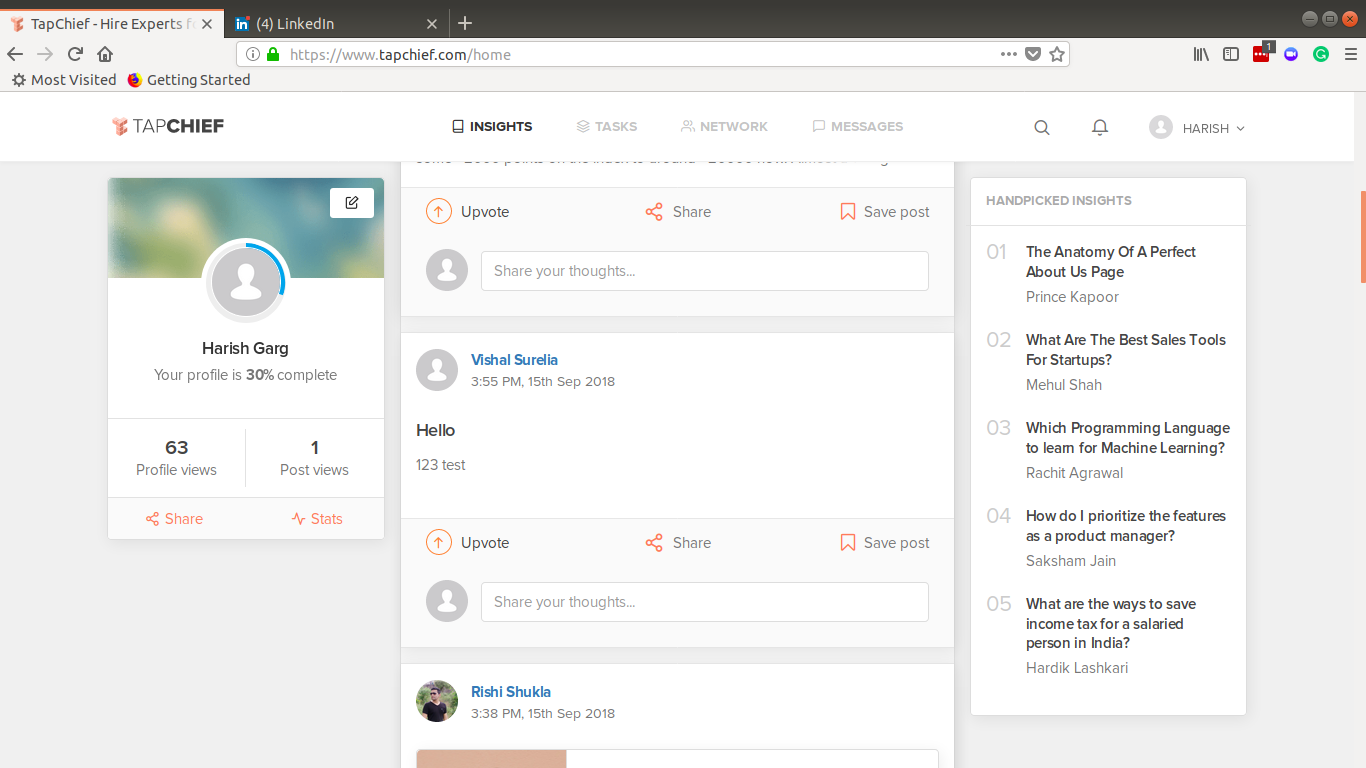 TapChief - Hire Experts f
(4) LinkedIn
https://www.tapchief.com/home
1
Most Visited
Getting Started
TAPCHIEF
INSIGHTS
TASKS
NETWORK
MESSAGES
HARISH
Harish Garg
Your profile is 30% complete
63
Profile views
1
Post views
Share
Stats
Upvote
Share
Save post
Share your thoughts...
Vishal Surelia
3:55 PM, 15th Sep 2018
Hello
123 test
Upvote
Share
Save post
Share your thoughts...
Rishi Shukla
3:38 PM, 15th Sep 2018
HANDPICKED INSIGHTS
01
The Anatomy Of A Perfect
About Us Page
Prince Kapoor
02
What Are The Best Sales Tools
For Startups?
Mehul Shah
03
Which Programming Language
to learn for Machine Learning?
Rachit Agrawal
04
How do I prioritize the features
as a product manager?
Saksham Jain
05
What are the ways to save
income tax for a salaried
person in India?
Hardik Lashkari